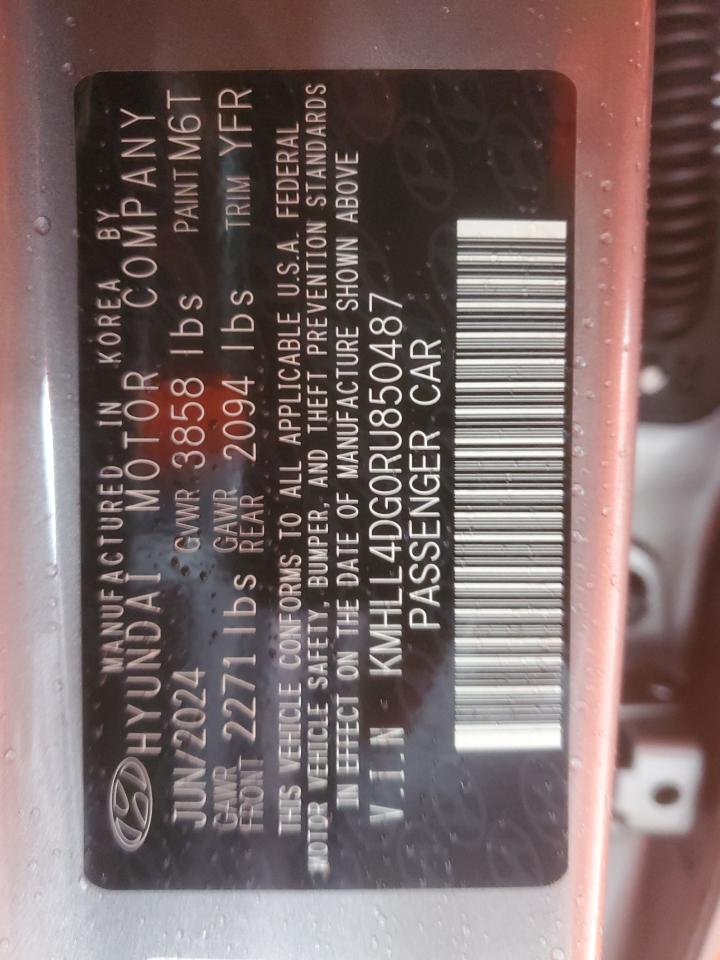 MANUFACTURED IN KOREA BY
HYUNDAI MOTOR COMPANY
JUN/2024 GVWR 3858 lbs PAINT M6T
GAWR FRONT 2271 lbs GAWR REAR 2094 lbs TRIM YFR
THIS VEHICLE CONFORMS TO ALL APPLICABLE U.S.A. FEDERAL
MOTOR VEHICLE SAFETY, BUMPER, AND THEFT PREVENTION STANDARDS
IN EFFECT ON THE DATE OF MANUFACTURE SHOWN ABOVE
V.I.N KMHLL4DG0RU850487
PASSENGER CAR